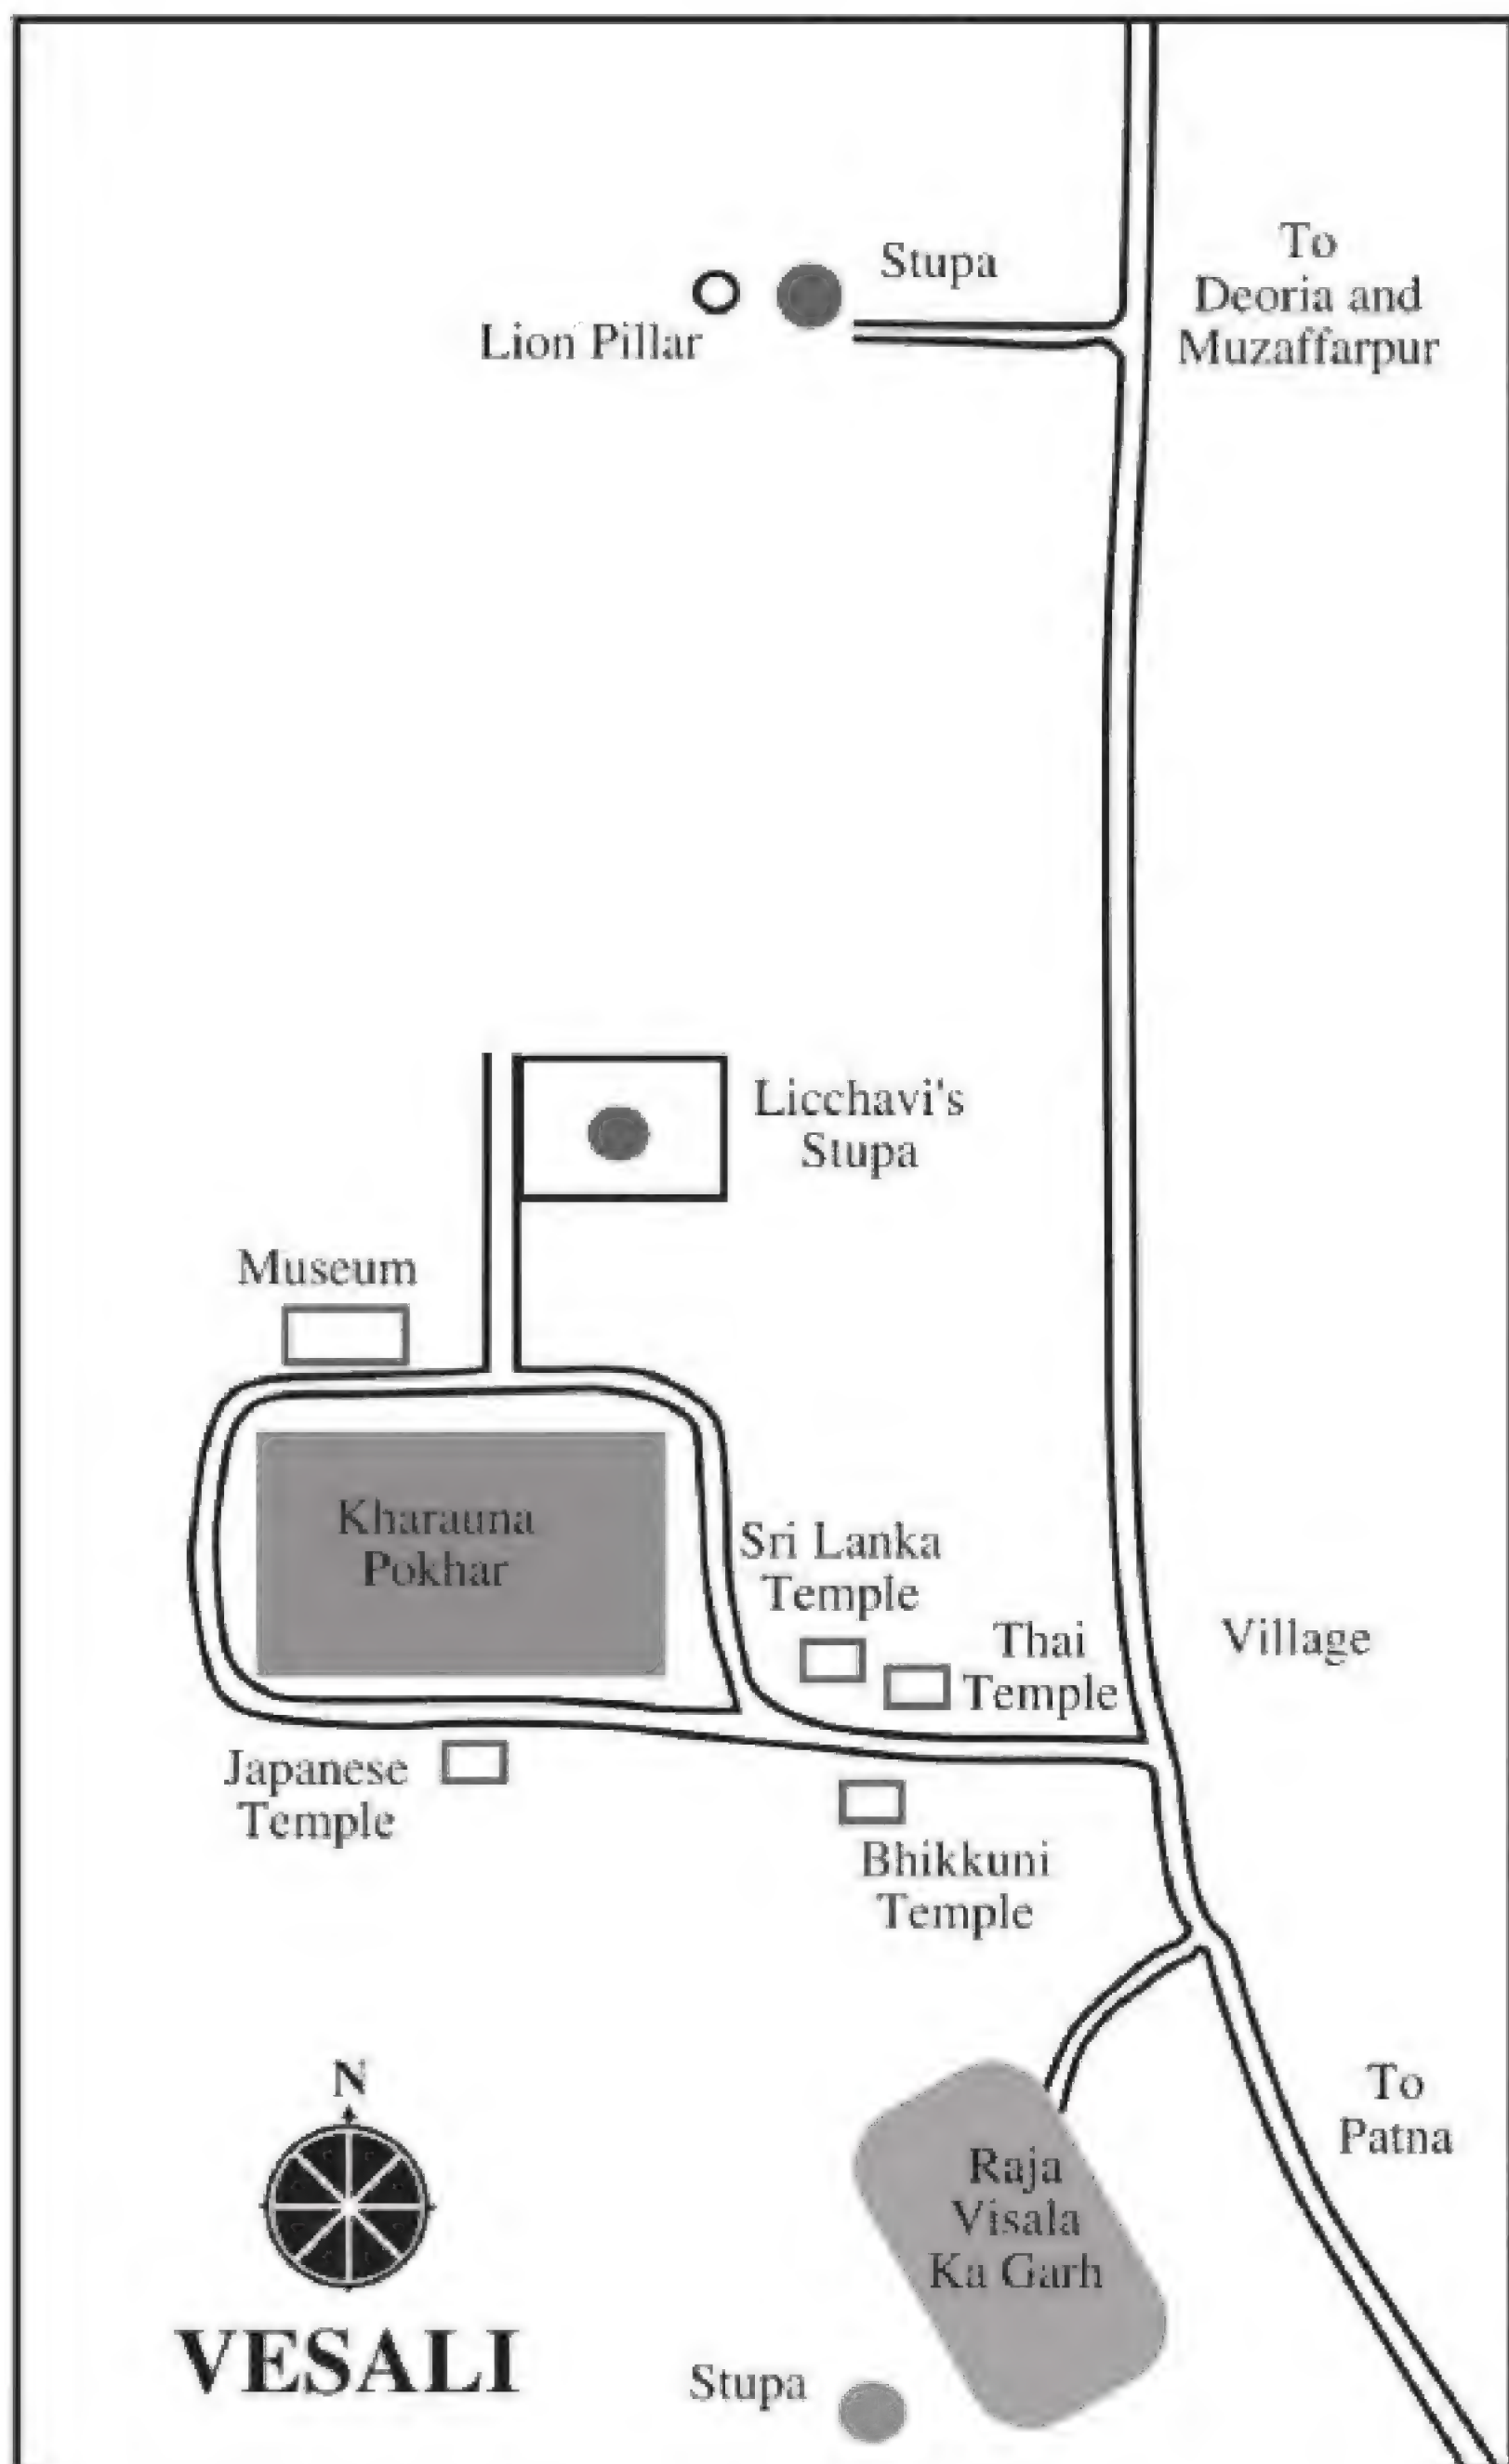 To
Deoria and
Muzaffarpur
Stupa
Lion Pillar
Licchavi's
Stupa
Museum
Kharauna
Pokhar
Sri Lanka
Temple
Thai
Temple
Village
Japanese
Temple
Bhikkuni
Temple
N
To
Patna
Raja
Visala
Ka Garh
VESALI
Stupa